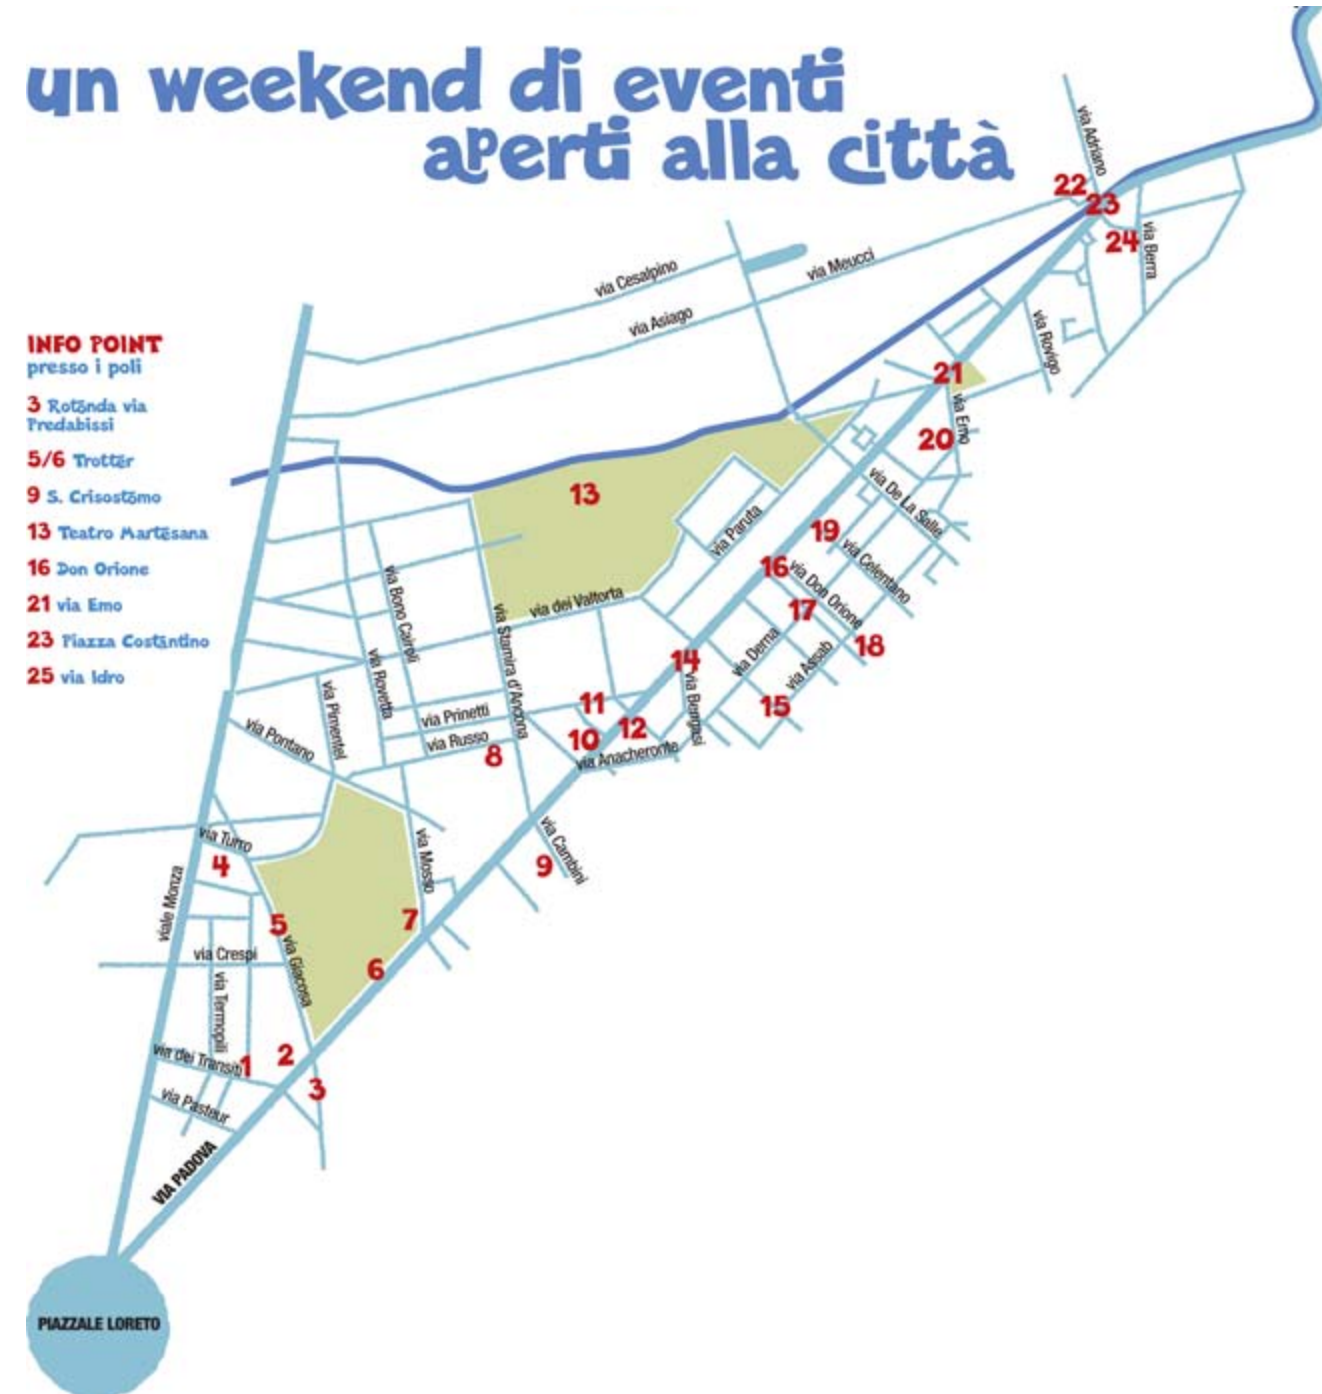 un weekend di eventi
aperti alla città
INFO POINT
presso i poli
3 Rotonda via
Predabissi
5/6 Trotter
9 S. Crisostomo
13 Teatro Martesana
16 Don Orione
21 via Emo
23 Piazza Costantino
25 via Idro
via Adriano
22
23
24
via Berra
via Cesalpino
via Meucci
via Asiago
via Rovigo
21
via Emo
20
13
via De La Salle
via Paruta
19
via Celentano
16
via Don Orione
via Bono Cairoli
via dei Valtorta
17
via Stamira d'Ancona
18
via Derna
via Assab
14
via Rovetta
via Bengasi
via Pimentel
11
15
via Prinetti
via Pontano
12
via Russo
10
8
via Anacheronte
via Turro
via Mosso
via Cambini
4
9
viale Monza
5
7
via Crespi
via Giacosa
6
via Termopili
via dei Transiti
1
2
3
via Pasteur
VIA PADOVA
PIAZZALE LORETO